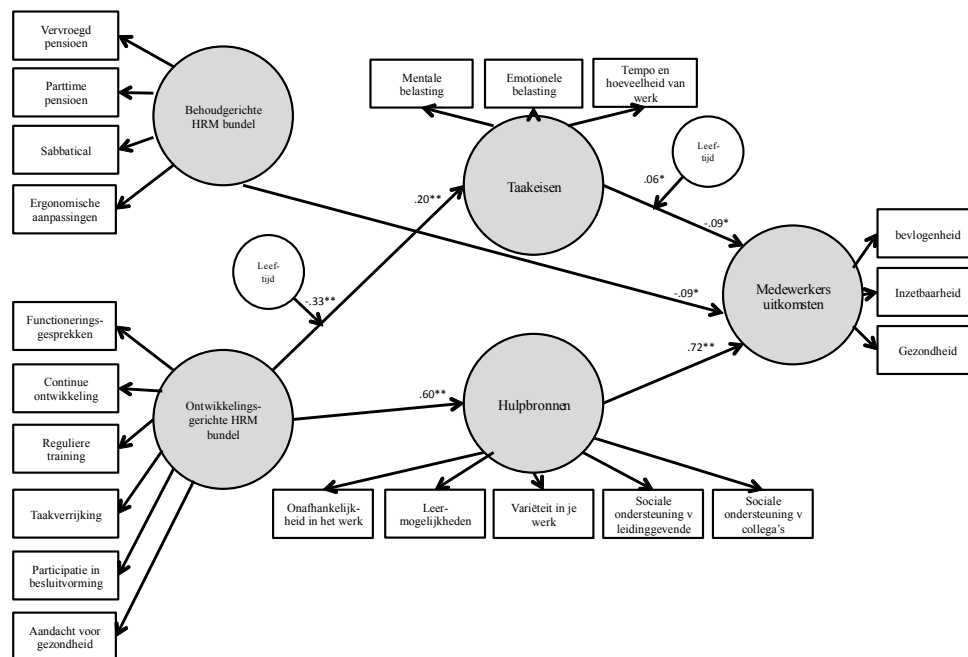 Vervroegd
pensioen
Parttime
pensioen
Sabbatical
Ergonomische
aanpassingen
Behoudgerichte
HRM bundel
Mentale
belasting
Emotionele
belasting
Tempo en
hoeveelheid van
werk
Taakeisen
Leef-
tijd
.06*
-.09*
.20**
Leef-
tijd
-.33**
-.09*
Medewerkers
uitkomsten
bevlogenheid
Inzetbaarheid
Gezondheid
Functionerings-
gesprekken
Continue
ontwikkeling
Reguliere
training
Taakverrijking
Participatie in
besluitvorming
Aandacht voor
gezondheid
Ontwikkelings-
gerichte HRM
bundel
.60**
Hulpbronnen
.72**
Onafhankelijk-
heid in het werk
Leer-
mogelijkheden
Variëteit in je
werk
Sociale
ondersteuning v
leidinggevende
Sociale
ondersteuning v
collega's